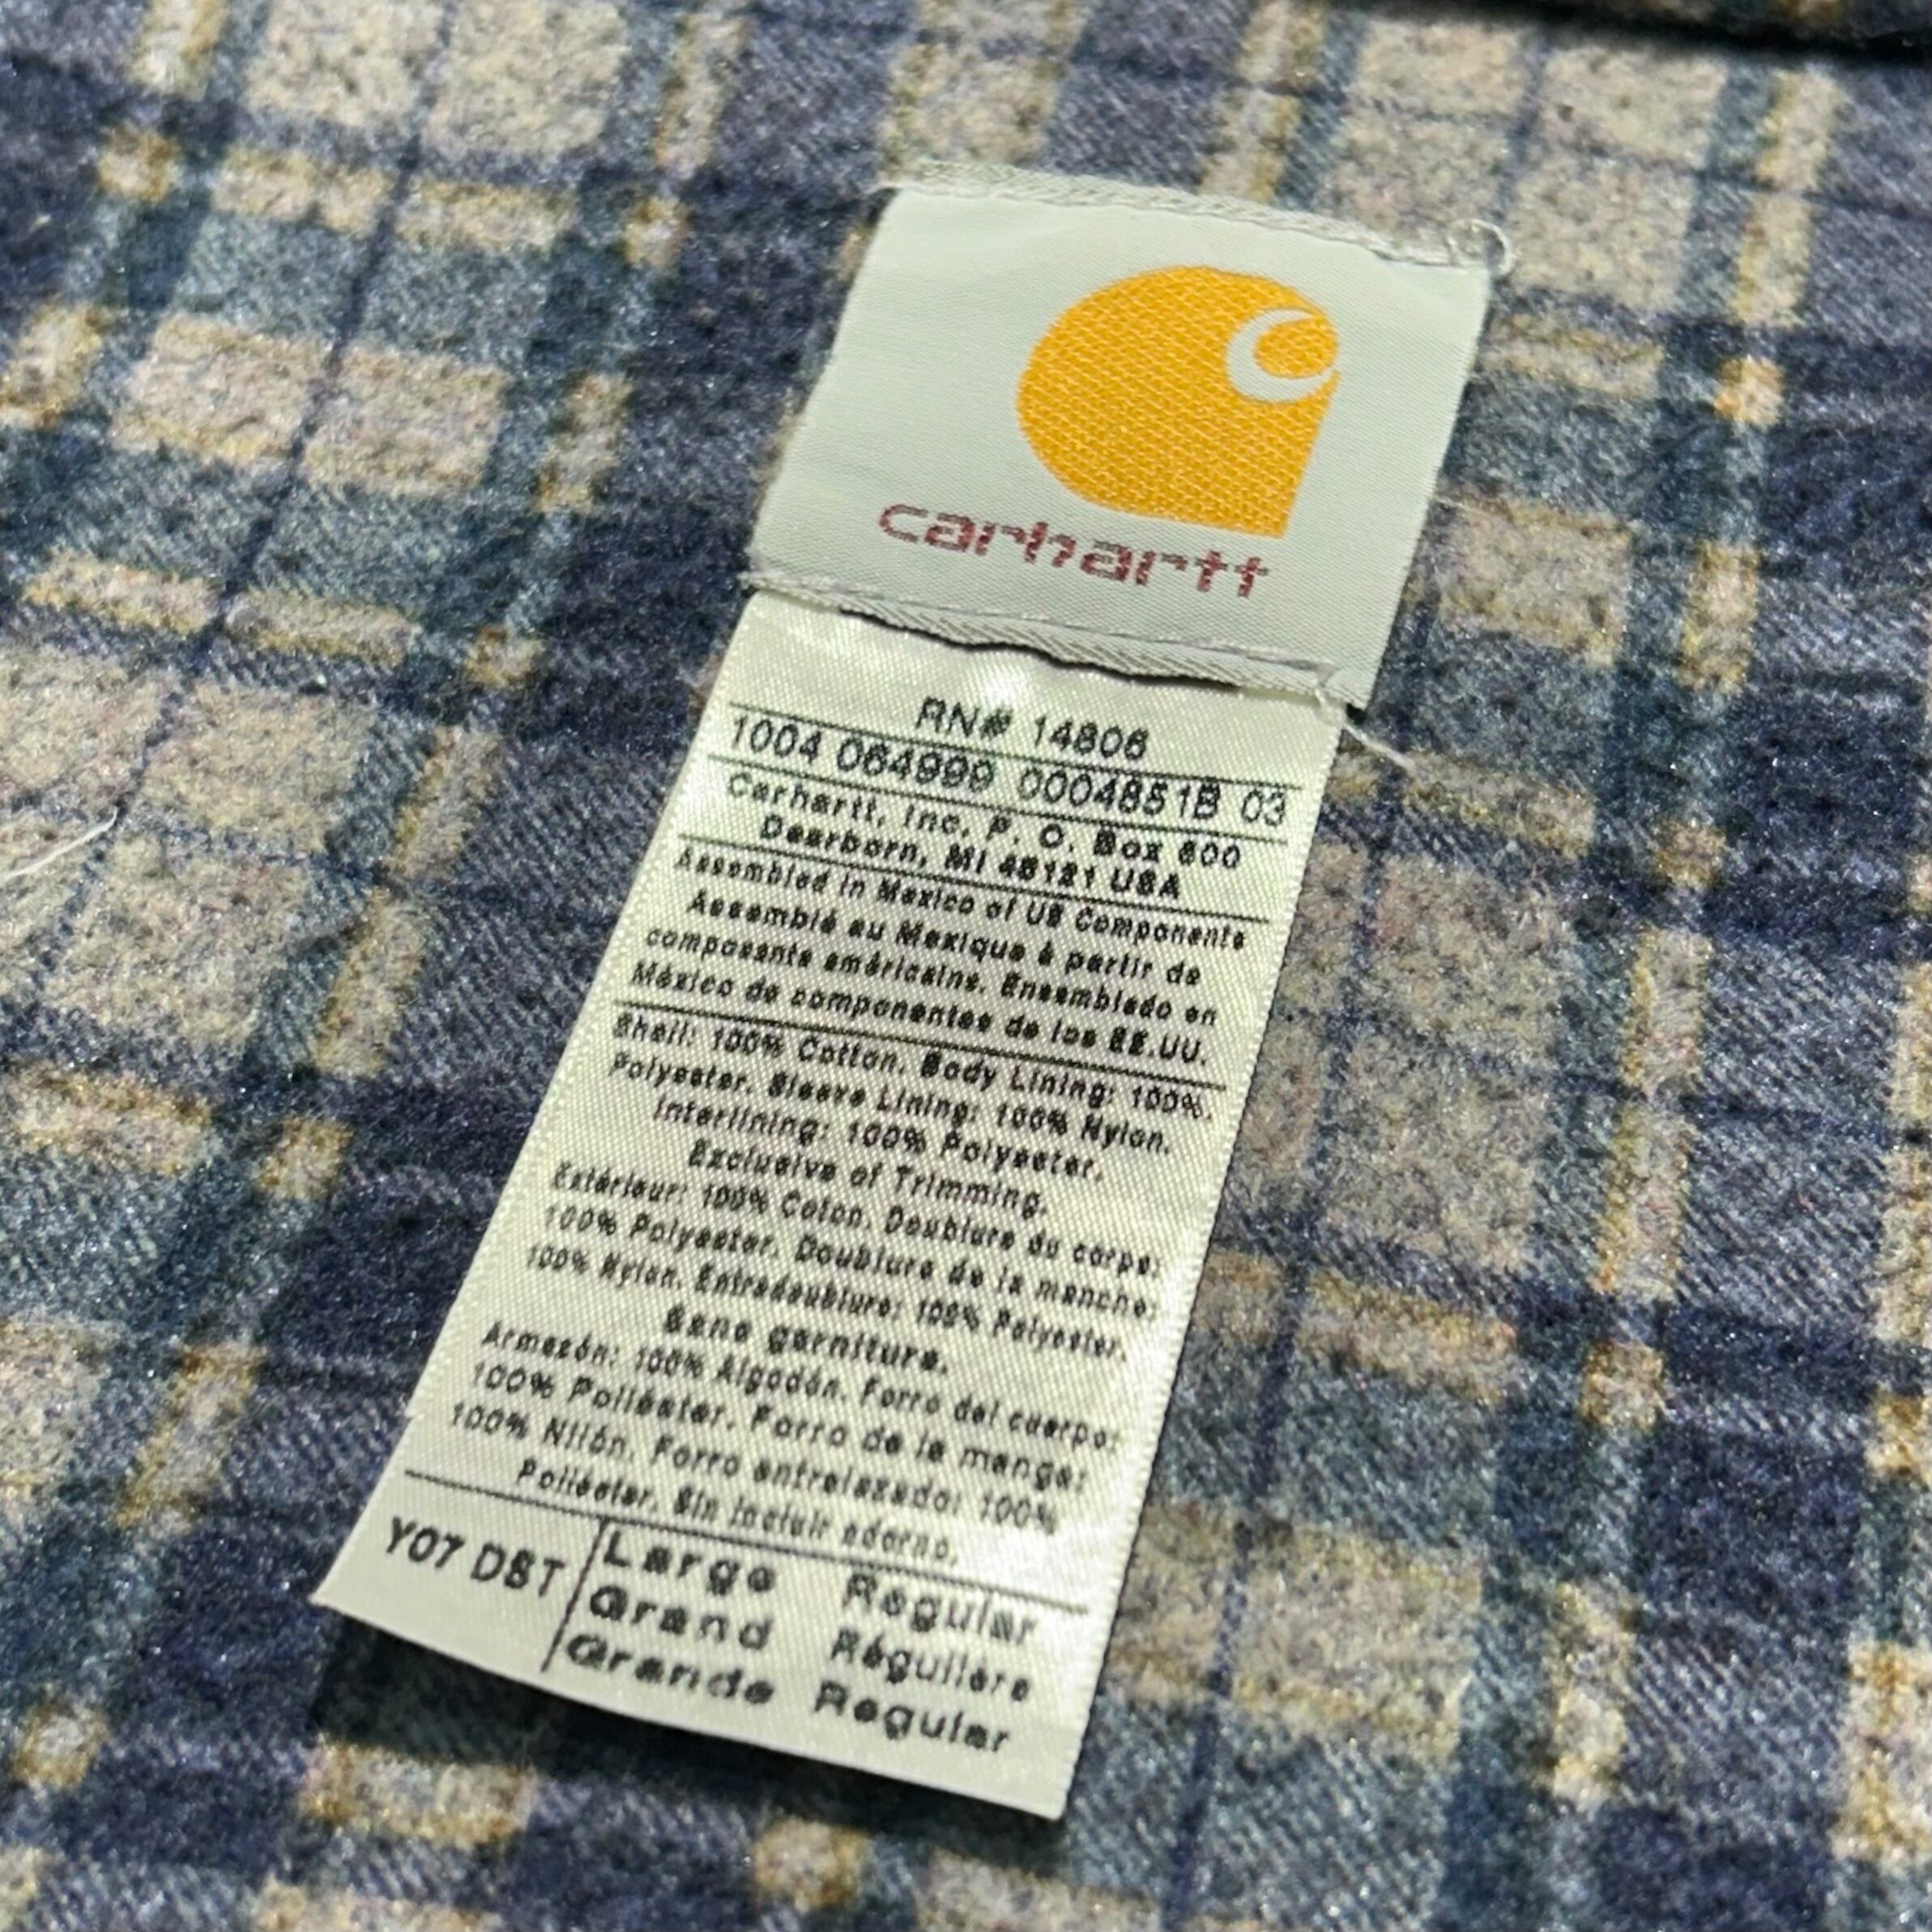 carhartt
RN# 14806
1004 064999 0004851B 03
Carhartt, Inc. P. O. Box 600
Dearborn, MI 48121 USA
Assembled in Mexico of US Components
Assemblé au Mexique à partir de
composants américains. Ensamblado en
México de componentes de los EE.UU.
Shell: 100% Cotton. Body Lining: 100%.
Polyester. Sleeve Lining: 100% Nylon.
Interlining: 100% Polyester.
Exclusive of Trimming.
Extérieur: 100% Coton. Doublure du corps:
100% Polyester. Doublure de la manche:
100% Nylon. Entredoublure: 100% Polyester.
Sans garniture.
Armazón: 100% Algodón. Forro del cuerpo:
100% Poliéster. Forro de la manga:
100% Nilón. Forro entrelazado: 100%
Poliéster. Sin incluir adorno.
Y07 DST Large Regular
Grand Régulière
Grande Regular